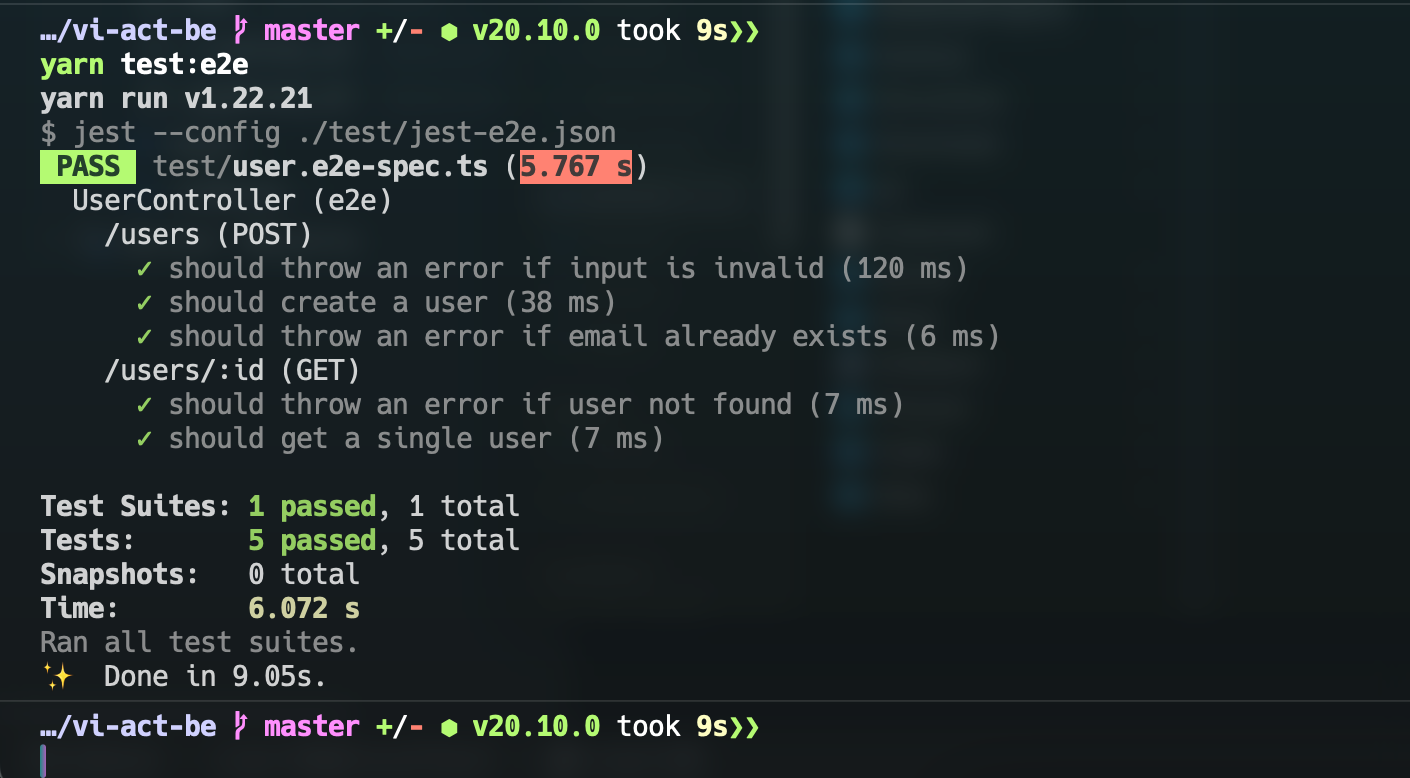 …/vi-act-be master +/- ⬢ v20.10.0 took 9s❯❯
yarn test:e2e
yarn run v1.22.21
$ jest --config ./test/jest-e2e.json
PASS test/user.e2e-spec.ts (5.767 s)
UserController (e2e)
/users (POST)
✓ should throw an error if input is invalid (120 ms)
✓ should create a user (38 ms)
✓ should throw an error if email already exists (6 ms)
/users/:id (GET)
✓ should throw an error if user not found (7 ms)
✓ should get a single user (7 ms)
Test Suites: 1 passed, 1 total
Tests: 5 passed, 5 total
Snapshots: 0 total
Time: 6.072 s
Ran all test suites.
✨ Done in 9.05s.
…/vi-act-be master +/- ⬢ v20.10.0 took 9s❯❯